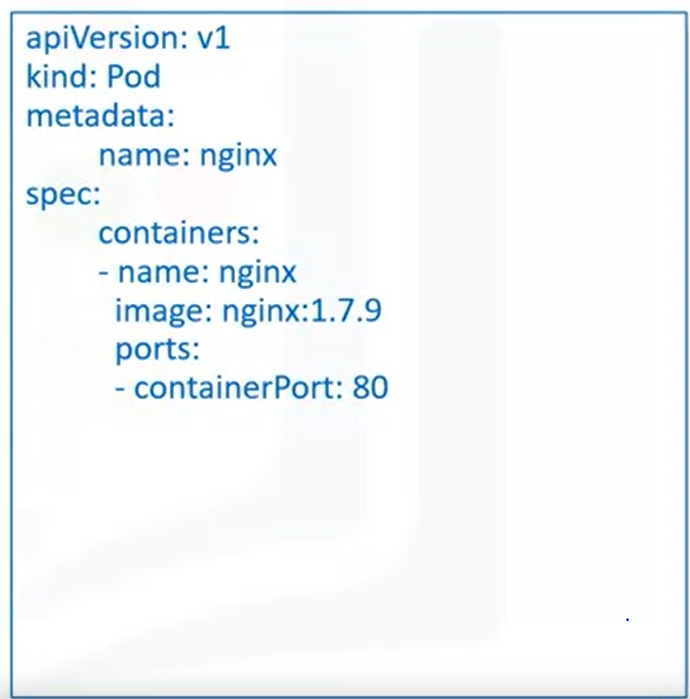 apiVersion: v1
kind: Pod
metadata:
        name: nginx
spec:
        containers:
        - name: nginx
          image: nginx:1.7.9
          ports:
          - containerPort: 80